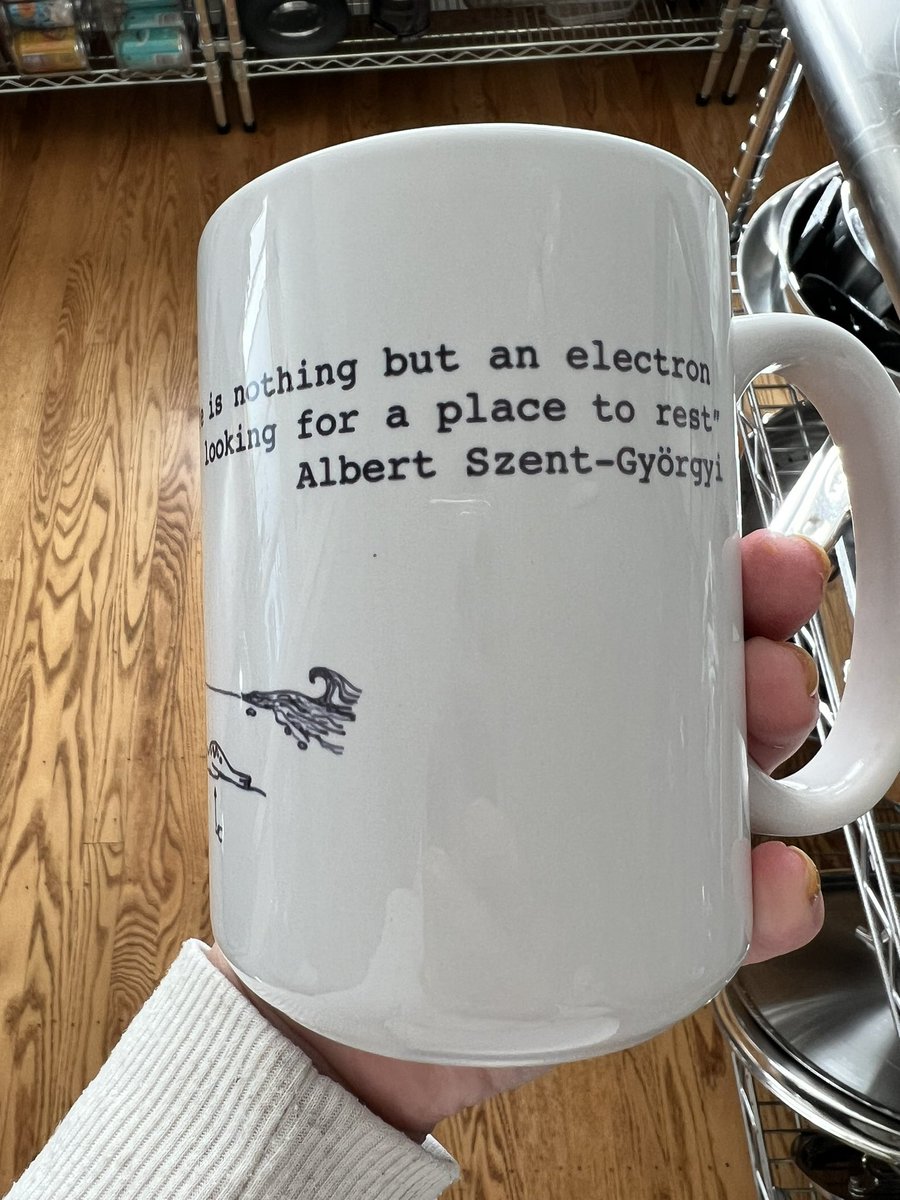 is nothing but an electron
looking for a place to rest"
Albert Szent-Györgyi